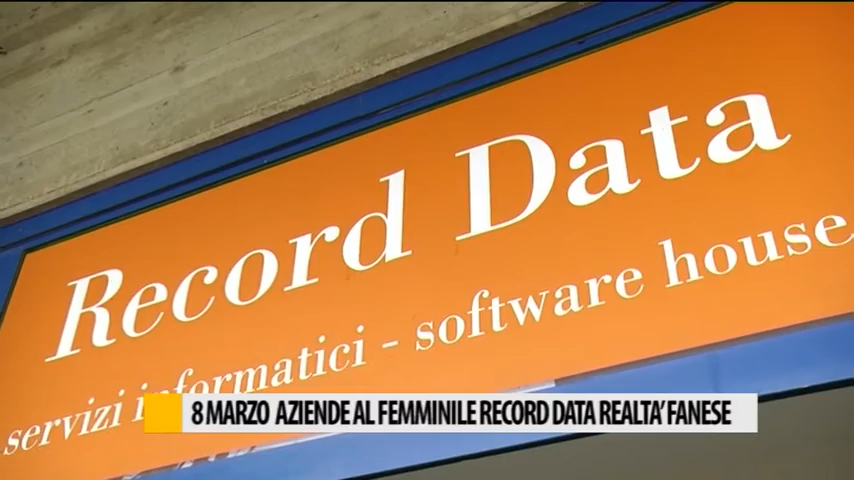 Record Data
servizi informatici - software house
8 MARZO AZIENDE AL FEMMINILE RECORD DATA REALTA' FANESE